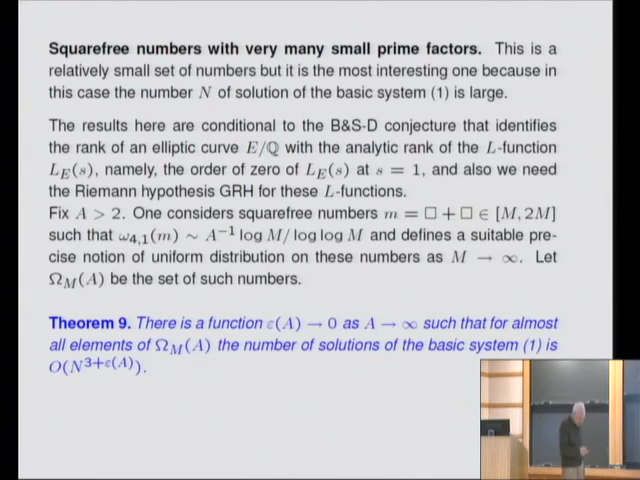 Squarefree numbers with very many small prime factors. This is a
relatively small set of numbers but it is the most interesting one because in
this case the number N of solution of the basic system (1) is large.
The results here are conditional to the B&S-D conjecture that identifies
the rank of an elliptic curve E/ℚ with the analytic rank of the L-function
L_E(s), namely, the order of zero of L_E(s) at s = 1, and also we need
the Riemann hypothesis GRH for these L-functions.
Fix A > 2. One considers squarefree numbers m = □ + □ ∈ [M, 2M]
such that ω_{4,1}(m) ∼ A^{-1} log M/ log log M and defines a suitable pre-
cise notion of uniform distribution on these numbers as M → ∞. Let
Ω_M(A) be the set of such numbers.
Theorem 9. There is a function ε(A) → 0 as A → ∞ such that for almost
all elements of Ω_M(A) the number of solutions of the basic system (1) is
O(N^{3+ε(A)}).